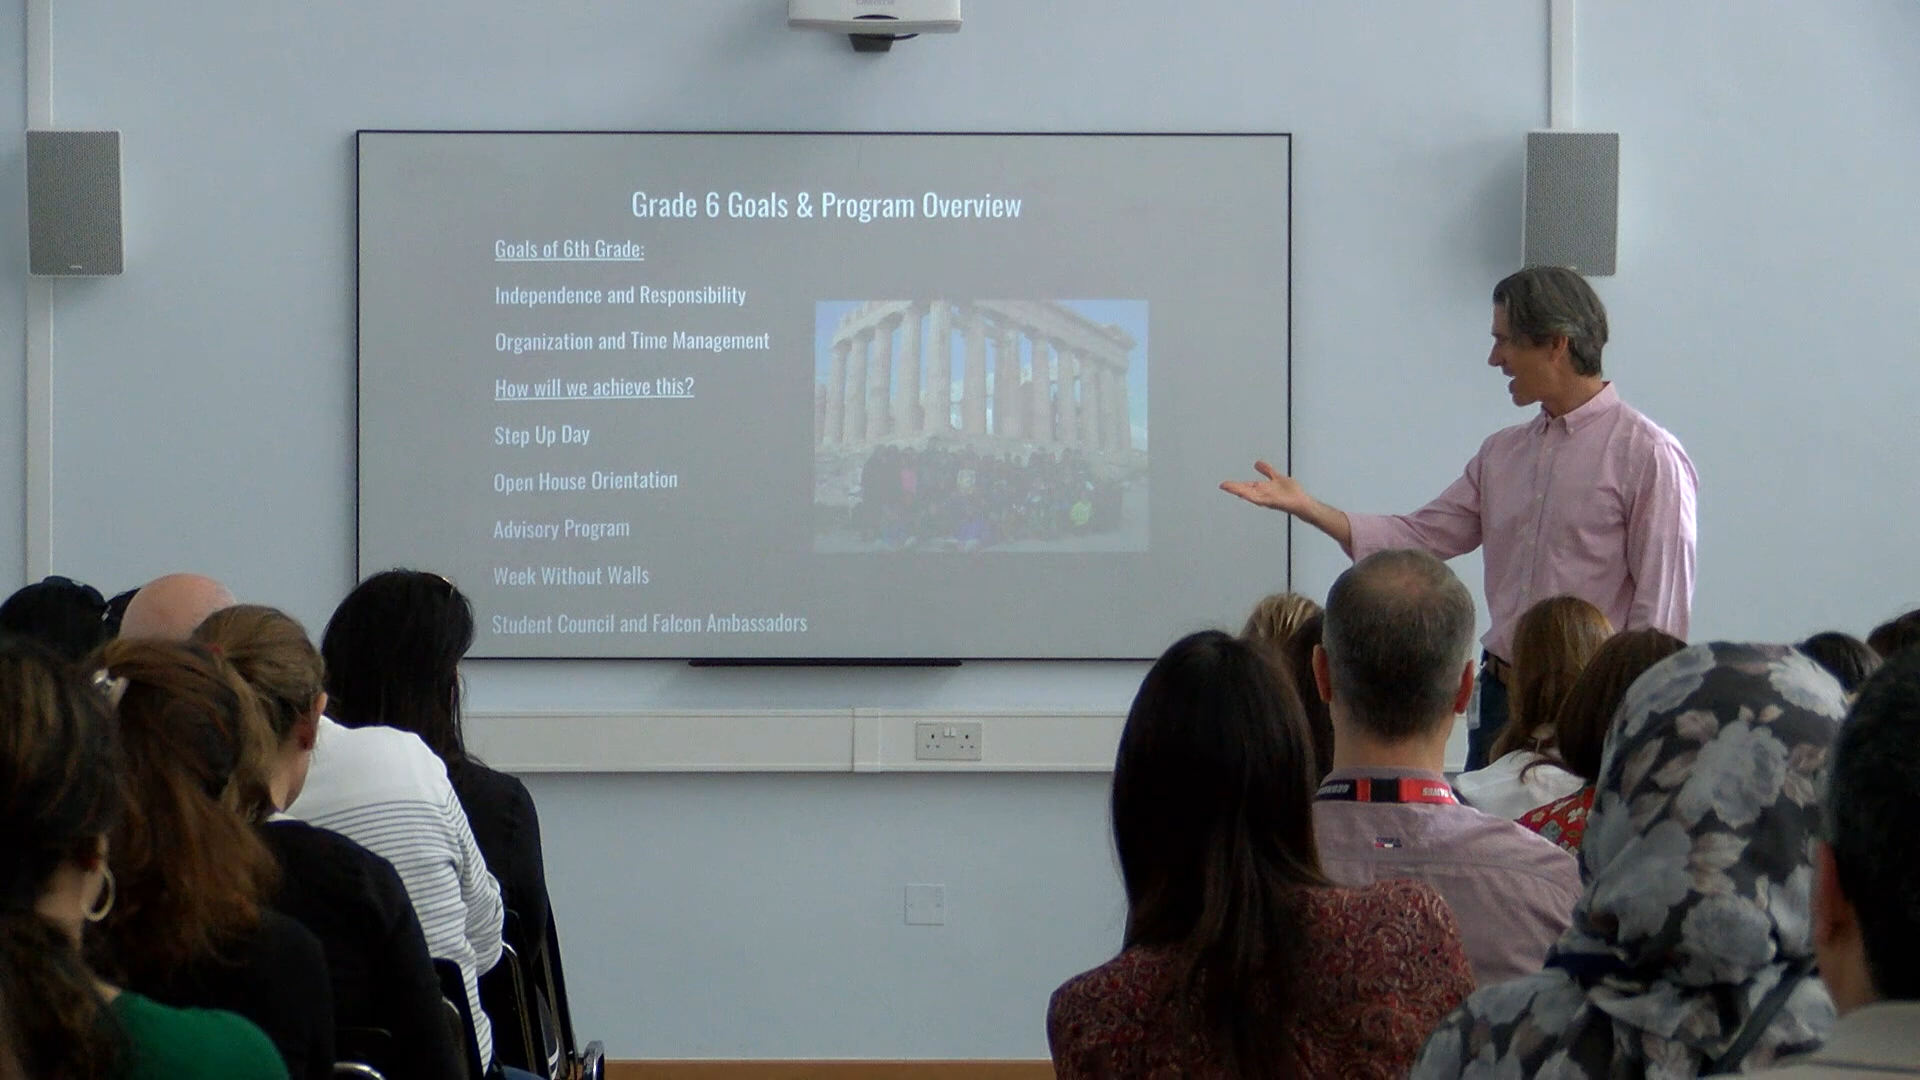 Grade 6 Goals & Program Overview
Goals of 6th Grade:
Independence and Responsibility
Organization and Time Management
How will we achieve this?
Step Up Day
Open House Orientation
Advisory Program
Week Without Walls
Student Council and Falcon Ambassadors